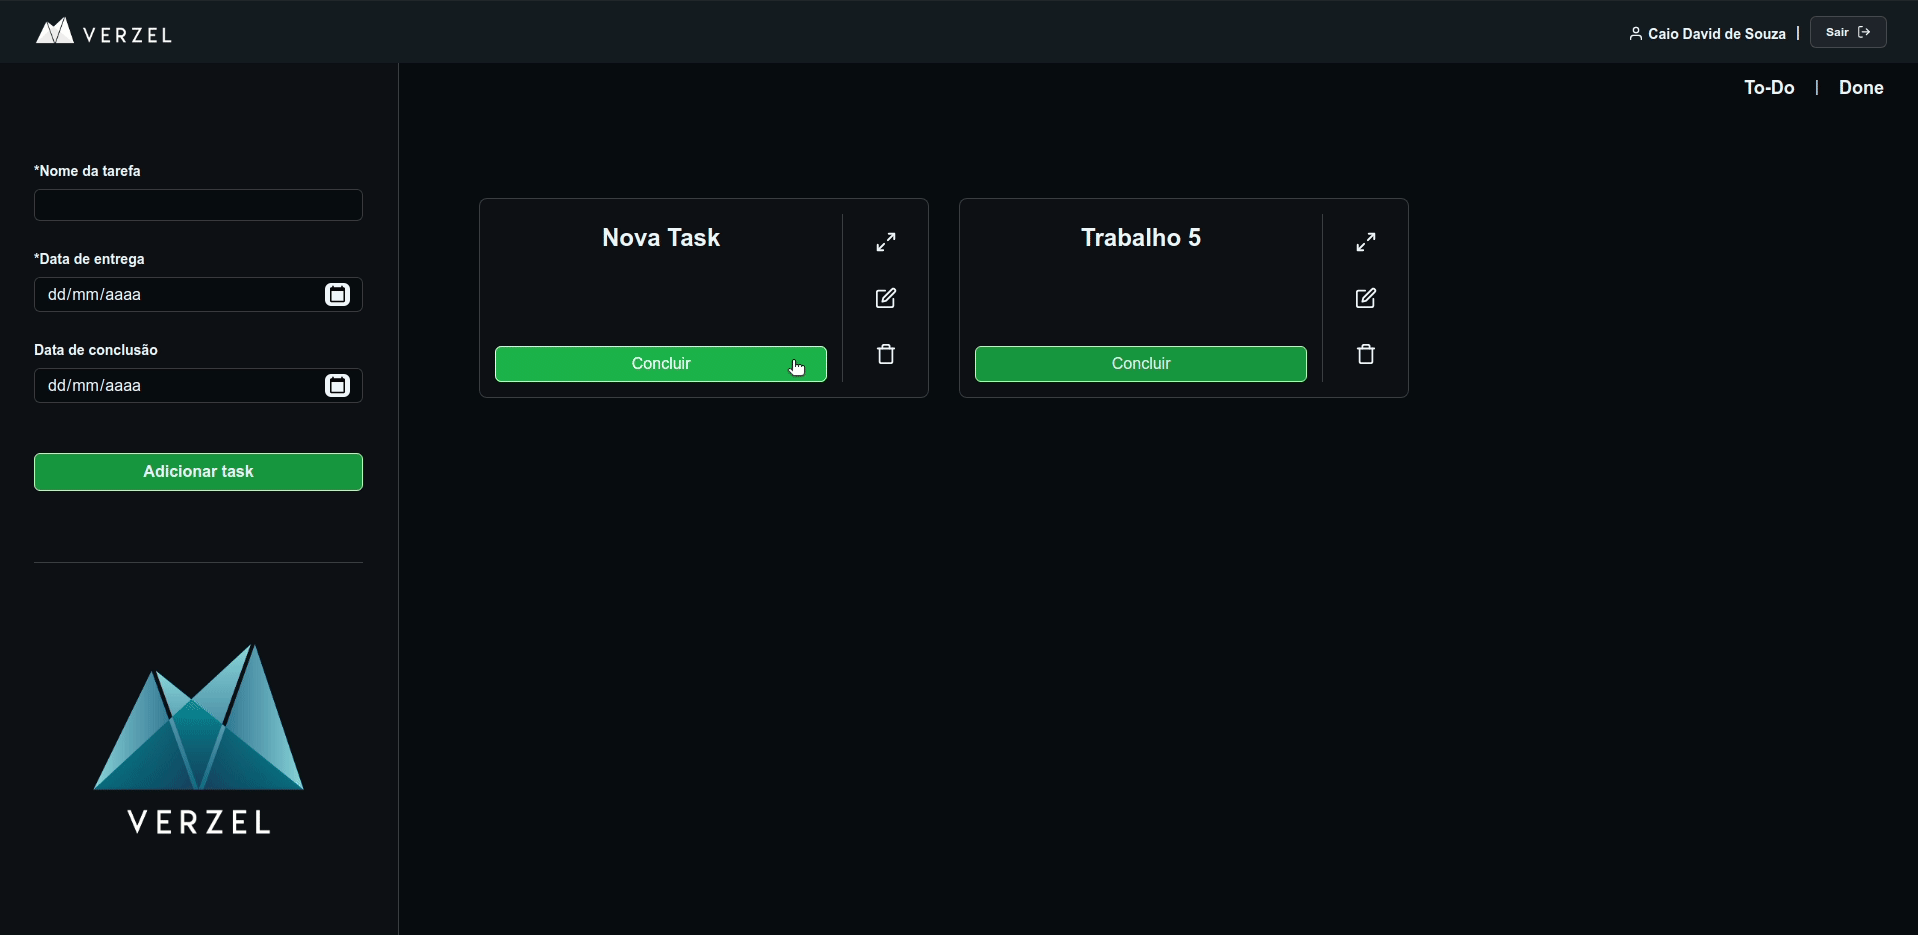 VERZEL
Caio David de Souza | Sair
To-Do | Done
*Nome da tarefa
*Data de entrega
dd/mm/aaaa
Data de conclusão
dd/mm/aaaa
Adicionar task
Nova Task
Concluir
Trabalho 5
Concluir
VERZEL